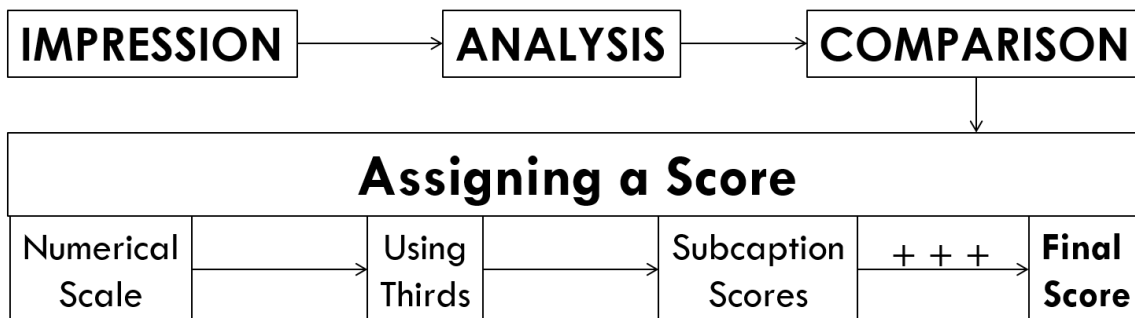 IMPRESSION ANALYSIS COMPARISON
Assigning a Score
Numerical Scale
Using Thirds
Subcaption Scores
+ + +
Final Score